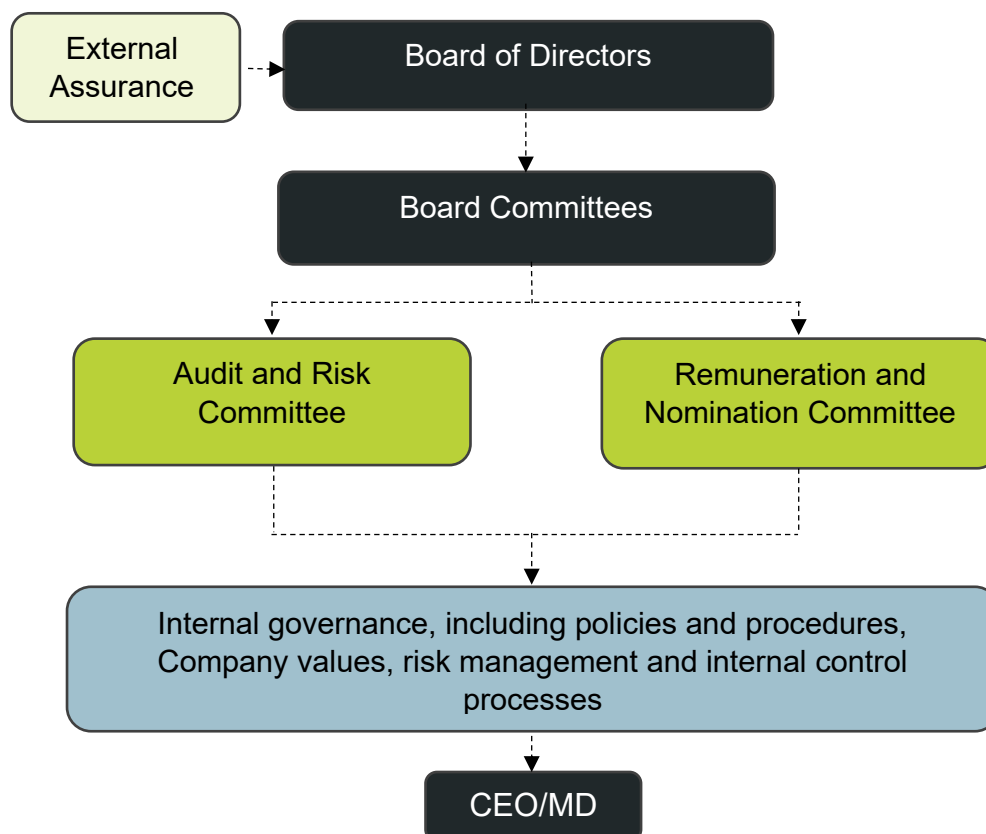 External
Assurance
Board of Directors
Board Committees
Audit and Risk
Committee
Remuneration and
Nomination Committee
Internal governance, including policies and procedures,
Company values, risk management and internal control
processes
CEO/MD